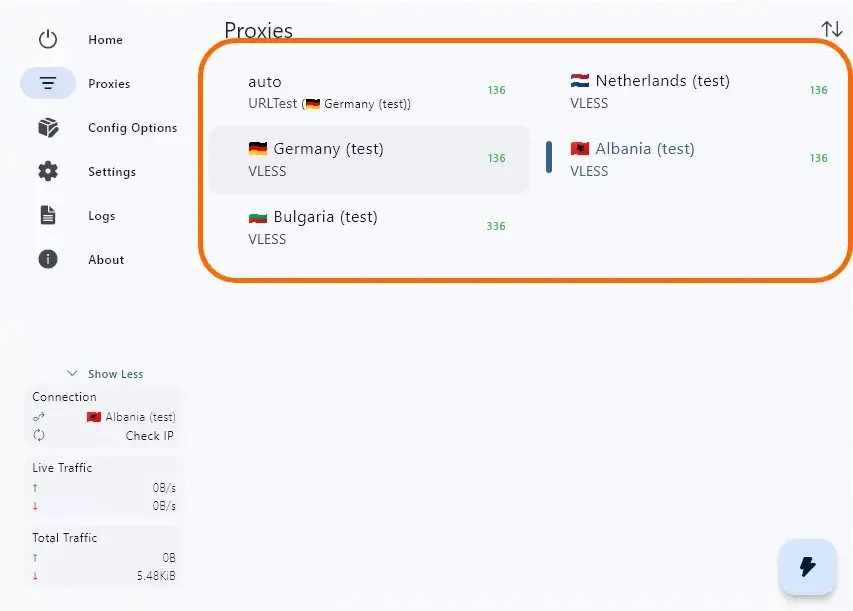 Home
Proxies
Config Options
Settings
Logs
About
Show Less
Connection
Albania (test)
Check IP
Live Traffic
0B/s
0B/s
Total Traffic
0B
5.48KiB
Proxies
auto
URLTest (🇩🇪 Germany (test))
136
🇳🇱 Netherlands (test)
VLESS
136
🇩🇪 Germany (test)
VLESS
136
🇦🇱 Albania (test)
VLESS
136
🇧🇬 Bulgaria (test)
VLESS
336